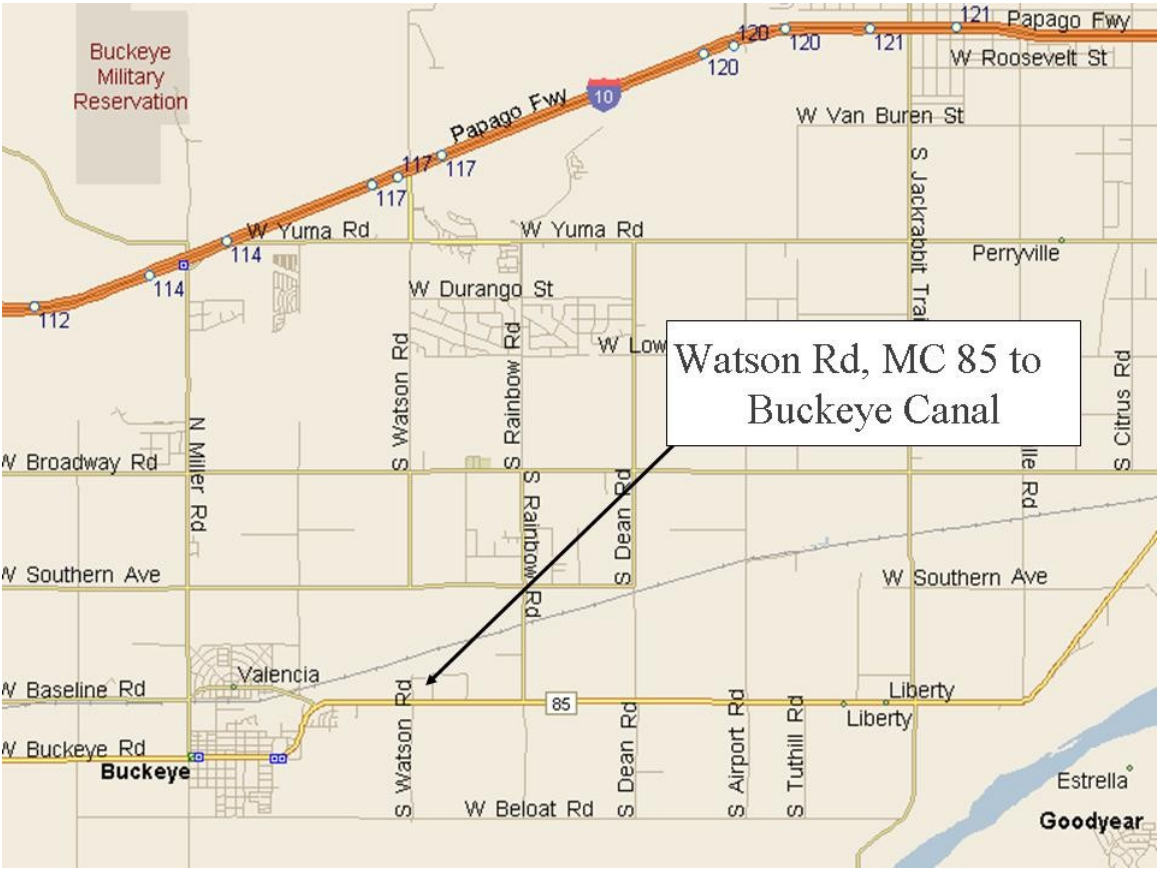 121
Papago Fwy
Buckeye
Military
Reservation
120
120
121
W Roosevelt St
120
10
Papago Fwy
W Van Buren St
117
117
117
S Jackrabbit Trai
W Yuma Rd
W Yuma Rd
114
Perryville
114
W Durango St
112
W Low
Watson Rd, MC 85 to
Buckeye Canal
S Watson Rd
S Rainbow Rd
S Citrus Rd
N Miller Rd
W Broadway Rd
S Rainbow Rd
S Dean Rd
lle Rd
W Southern Ave
W Southern Ave
Valencia
W Baseline Rd
S Watson Rd
85
Liberty
Liberty
S Dean Rd
S Airport Rd
S Tuthill Rd
W Buckeye Rd
Buckeye
Estrella
W Beloat Rd
Goodyear